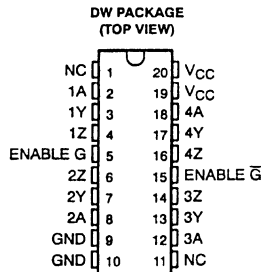 DW PACKAGE
(TOP VIEW)
NC 1 20 VCC
1A 2 19 VCC
1Y 3 18 4A
1Z 4 17 4Y
ENABLE G 5 16 4Z
2Z 6 15 ENABLE G̅
2Y 7 14 3Z
2A 8 13 3Y
GND 9 12 3A
GND 10 11 NC